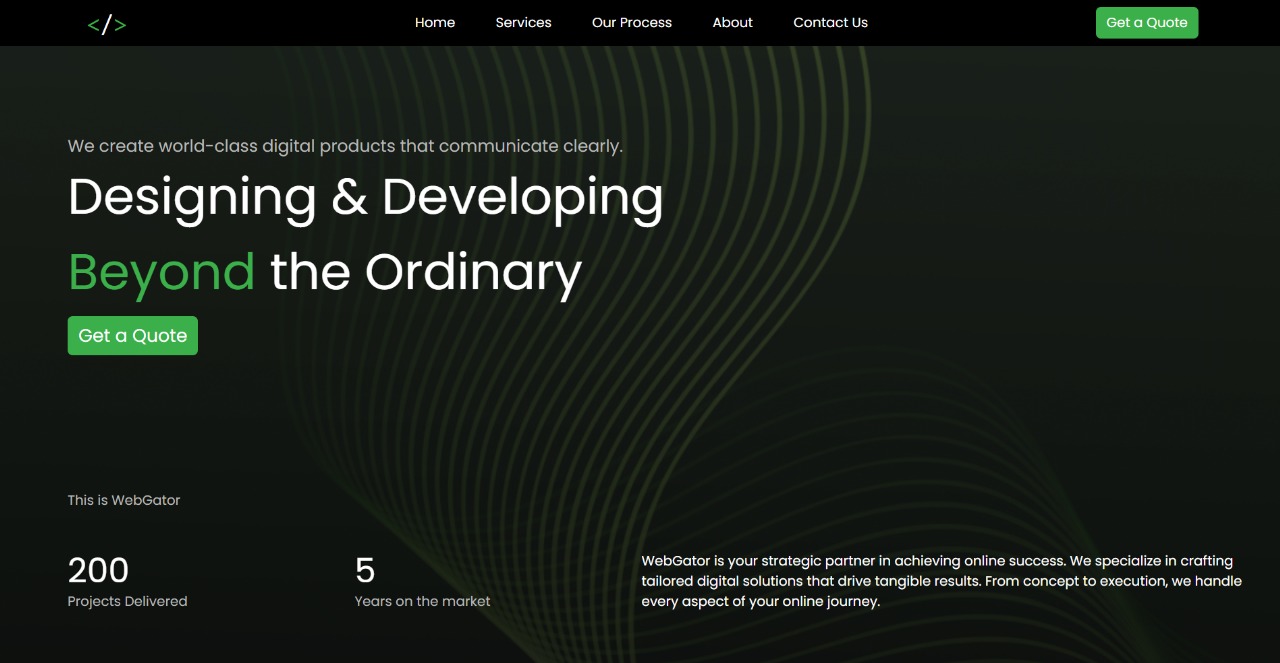 </>
Home Services Our Process About Contact Us Get a Quote
We create world-class digital products that communicate clearly.
Designing & Developing
Beyond the Ordinary
Get a Quote
This is WebGator
200
Projects Delivered
5
Years on the market
WebGator is your strategic partner in achieving online success. We specialize in crafting
tailored digital solutions that drive tangible results. From concept to execution, we handle
every aspect of your online journey.